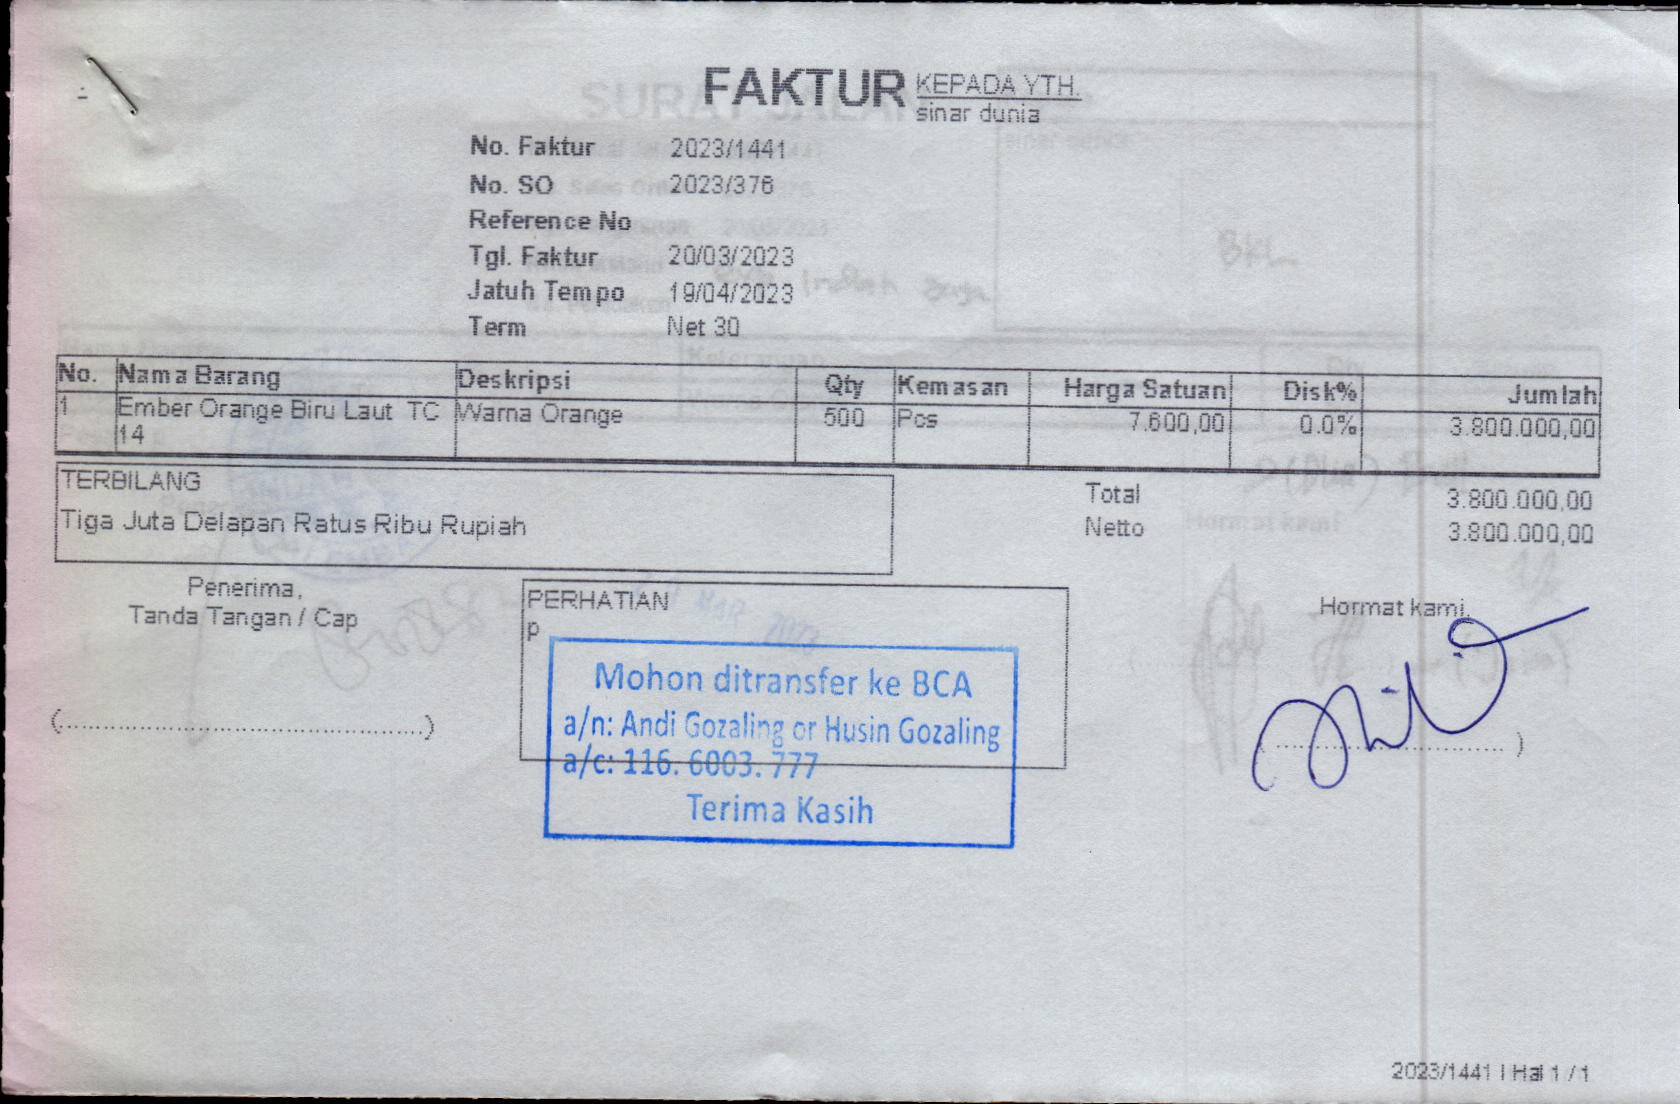 FAKTUR
KEPADA YTH.
sinar dunia
No. Faktur 2023/1441
No. SO 2023/376
Reference No
Tgl. Faktur 20/03/2023
Jatuh Tempo 19/04/2023
Term Net 30
No. Nama Barang Deskripsi Qty Kemasan Harga Satuan Disk% Jumlah
1 Ember Orange Biru Laut TC Warna Orange 500 Pcs 7.600,00 0.0% 3.800.000,00
14
TERBILANG
Tiga Juta Delapan Ratus Ribu Rupiah
Total 3.800.000,00
Netto 3.800.000,00
Penerima,
Tanda Tangan / Cap
(..................................................)
PERHATIAN
p
Mohon ditransfer ke BCA
a/n: Andi Gozaling or Husin Gozaling
a/c: 116. 6003. 777
Terima Kasih
Hormat kami,
(..................................)
2023/1441 | Hal 1 / 1